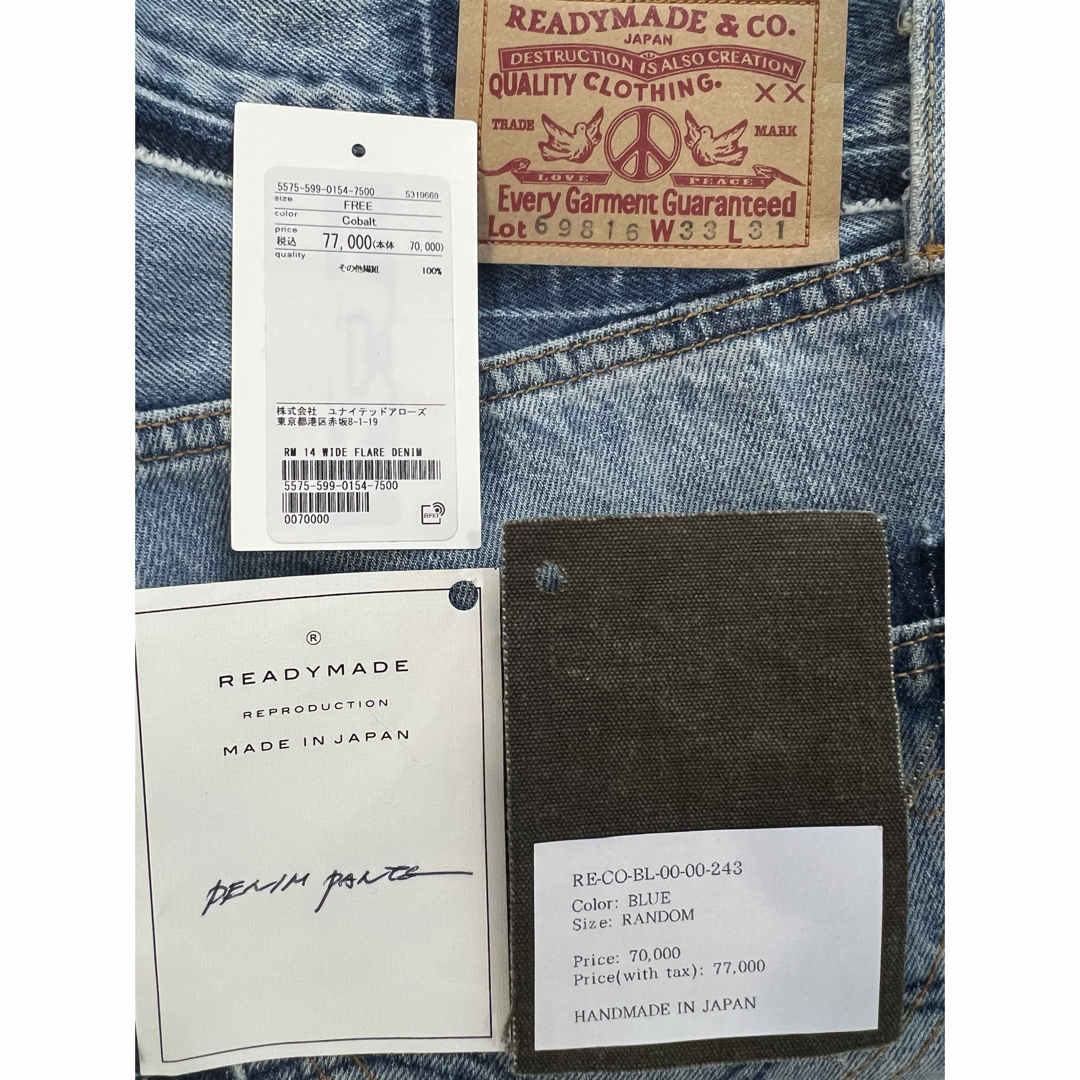 READYMADE & CO.
JAPAN
DESTRUCTION IS ALSO CREATION
QUALITY CLOTHING. XX
TRADE MARK
LOVE PEACE
Every Garment Guaranteed
Lot 69816 W33 L31
5575-599-0154-7500 5319669
size FREE
color Cobalt
price
税込 77,000(本体 70,000)
quality
その他繊維 100%
株式会社 ユナイテッドアローズ
東京都港区赤坂8-1-19
RM 14 WIDE FLARE DENIM
5575-599-0154-7500
0070000
RFID
®
READYMADE
REPRODUCTION
MADE IN JAPAN
DENIM PANTS
RE-CO-BL-00-00-243
Color: BLUE
Size: RANDOM
Price: 70,000
Price(with tax): 77,000
HANDMADE IN JAPAN